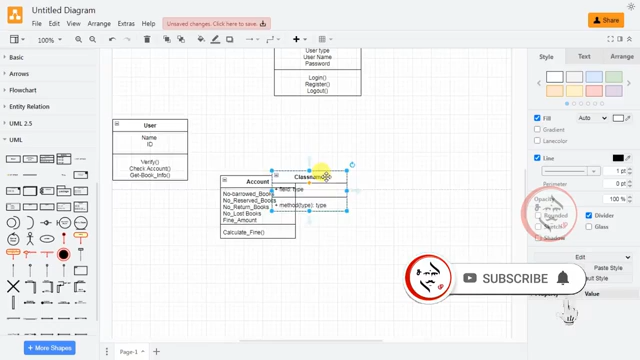 Untitled Diagram
File Edit View Arrange Extras Help
Unsaved changes. Click here to save.
Share
100%
Basic
Arrows
Flowchart
Entity Relation
UML 2.5
UML
+ More Shapes
User type
User Name
Password
Login()
Register()
Logout()
User
Name
ID
Verify()
Check Account()
Get-Book_Info()
Account
No-barrowed_Books
No_Reserved_Books
No_Return_Books
No_Lost Books
Fine_Amount
Calculate_Fine()
Classname
+ field: type
+ method(type): type
Style
Text
Arrange
Fill
Auto
Gradient
Lanecolor
Line
1 pt
Perimeter
0 pt
Opacity
100 %
Rounded
Divider
Glass
Shadow
Edit
Paste Style
Value
SUBSCRIBE
Page-1